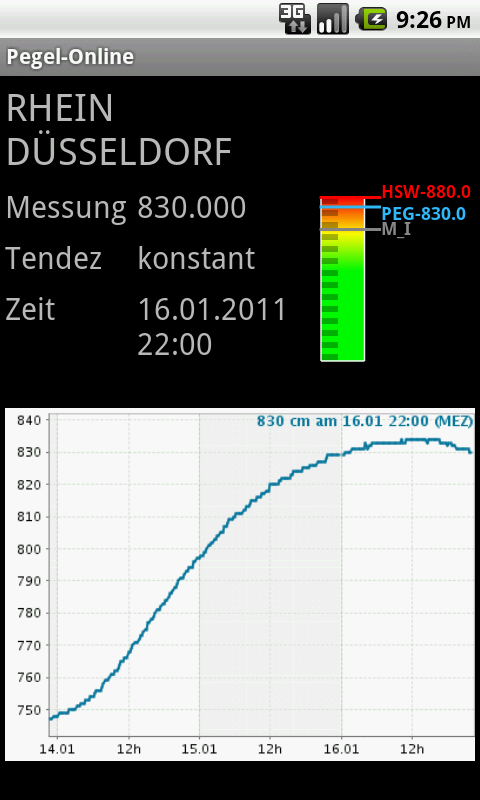 3G 9:26 PM
Pegel-Online
RHEIN
DÜSSELDORF
Messung 830.000
Tendez konstant
Zeit 16.01.2011
22:00
HSW-880.0
PEG-830.0
M_I
830 cm am 16.01 22:00 (MEZ)
840
830
820
810
800
790
780
770
760
750
14.01 12h 15.01 12h 16.01 12h